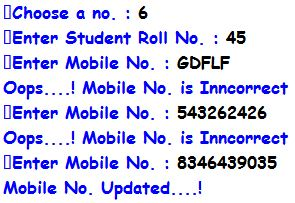 Choose a no. : 6
Enter Student Roll No. : 45
Enter Mobile No. : GDFLF
Oops....! Mobile No. is Inncorrect
Enter Mobile No. : 543262426
Oops....! Mobile No. is Inncorrect
Enter Mobile No. : 8346439035
Mobile No. Updated....!